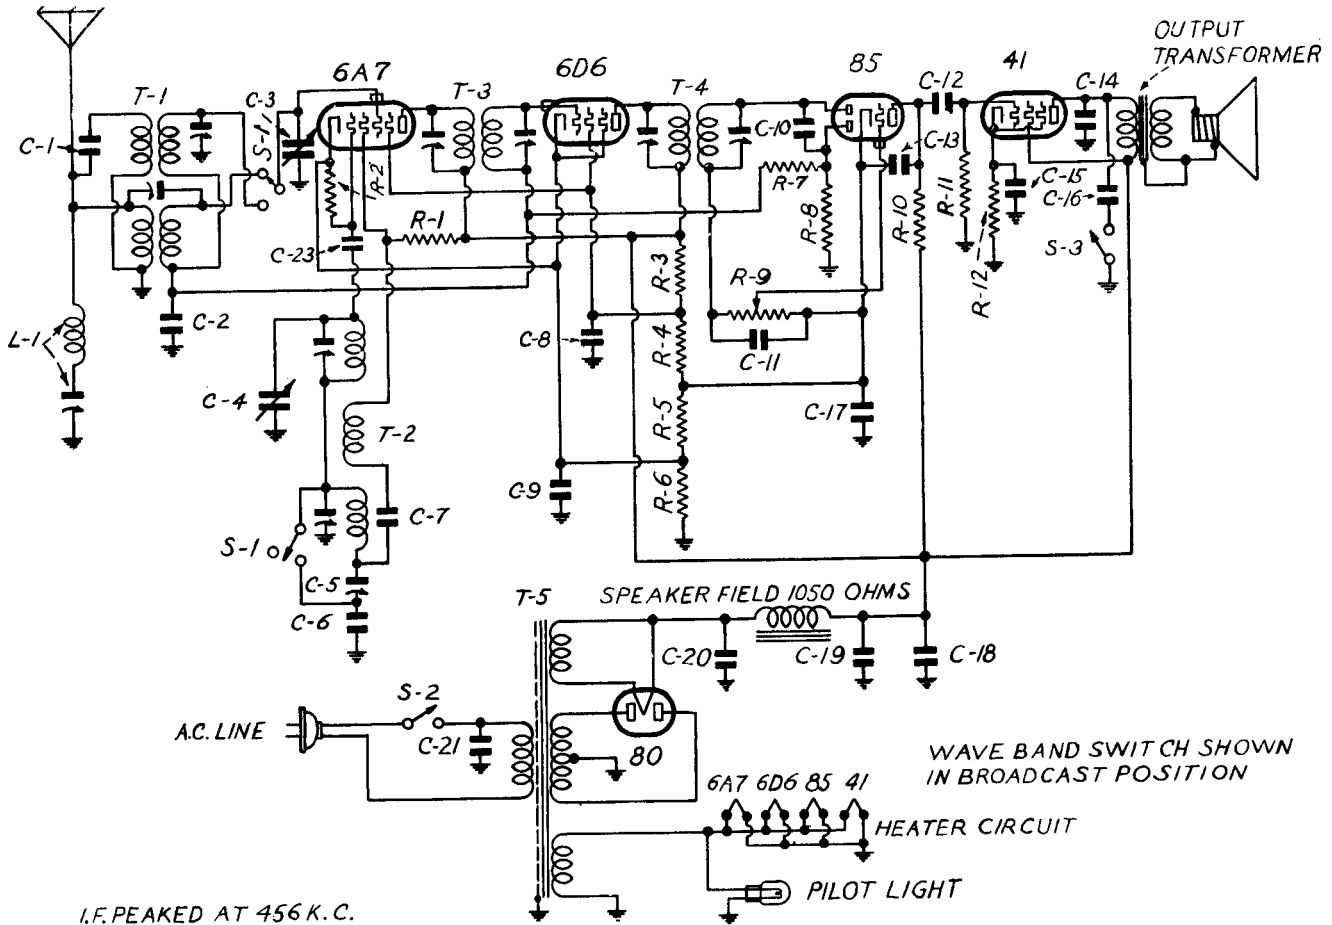 OUTPUT
TRANSFORMER
6A7
6D6
85
41
T-1
C-3
T-3
T-4
C-12
C-14
C-1
S-1
R-2
C-10
C-13
R-7
R-8
R-10
R-11
C-15
C-16
R-1
C-23
R-3
R-9
R-12
S-3
L-1
C-2
C-8
R-4
C-11
C-4
T-2
R-5
C-17
C-9
R-6
C-7
S-1
C-5
C-6
T-5
SPEAKER FIELD 1050 OHMS
C-20
C-19
C-18
S-2
A.C. LINE
C-21
80
WAVE BAND SWITCH SHOWN
IN BROADCAST POSITION
6A7 6D6 85 41
HEATER CIRCUIT
PILOT LIGHT
I.F. PEAKED AT 456 K.C.